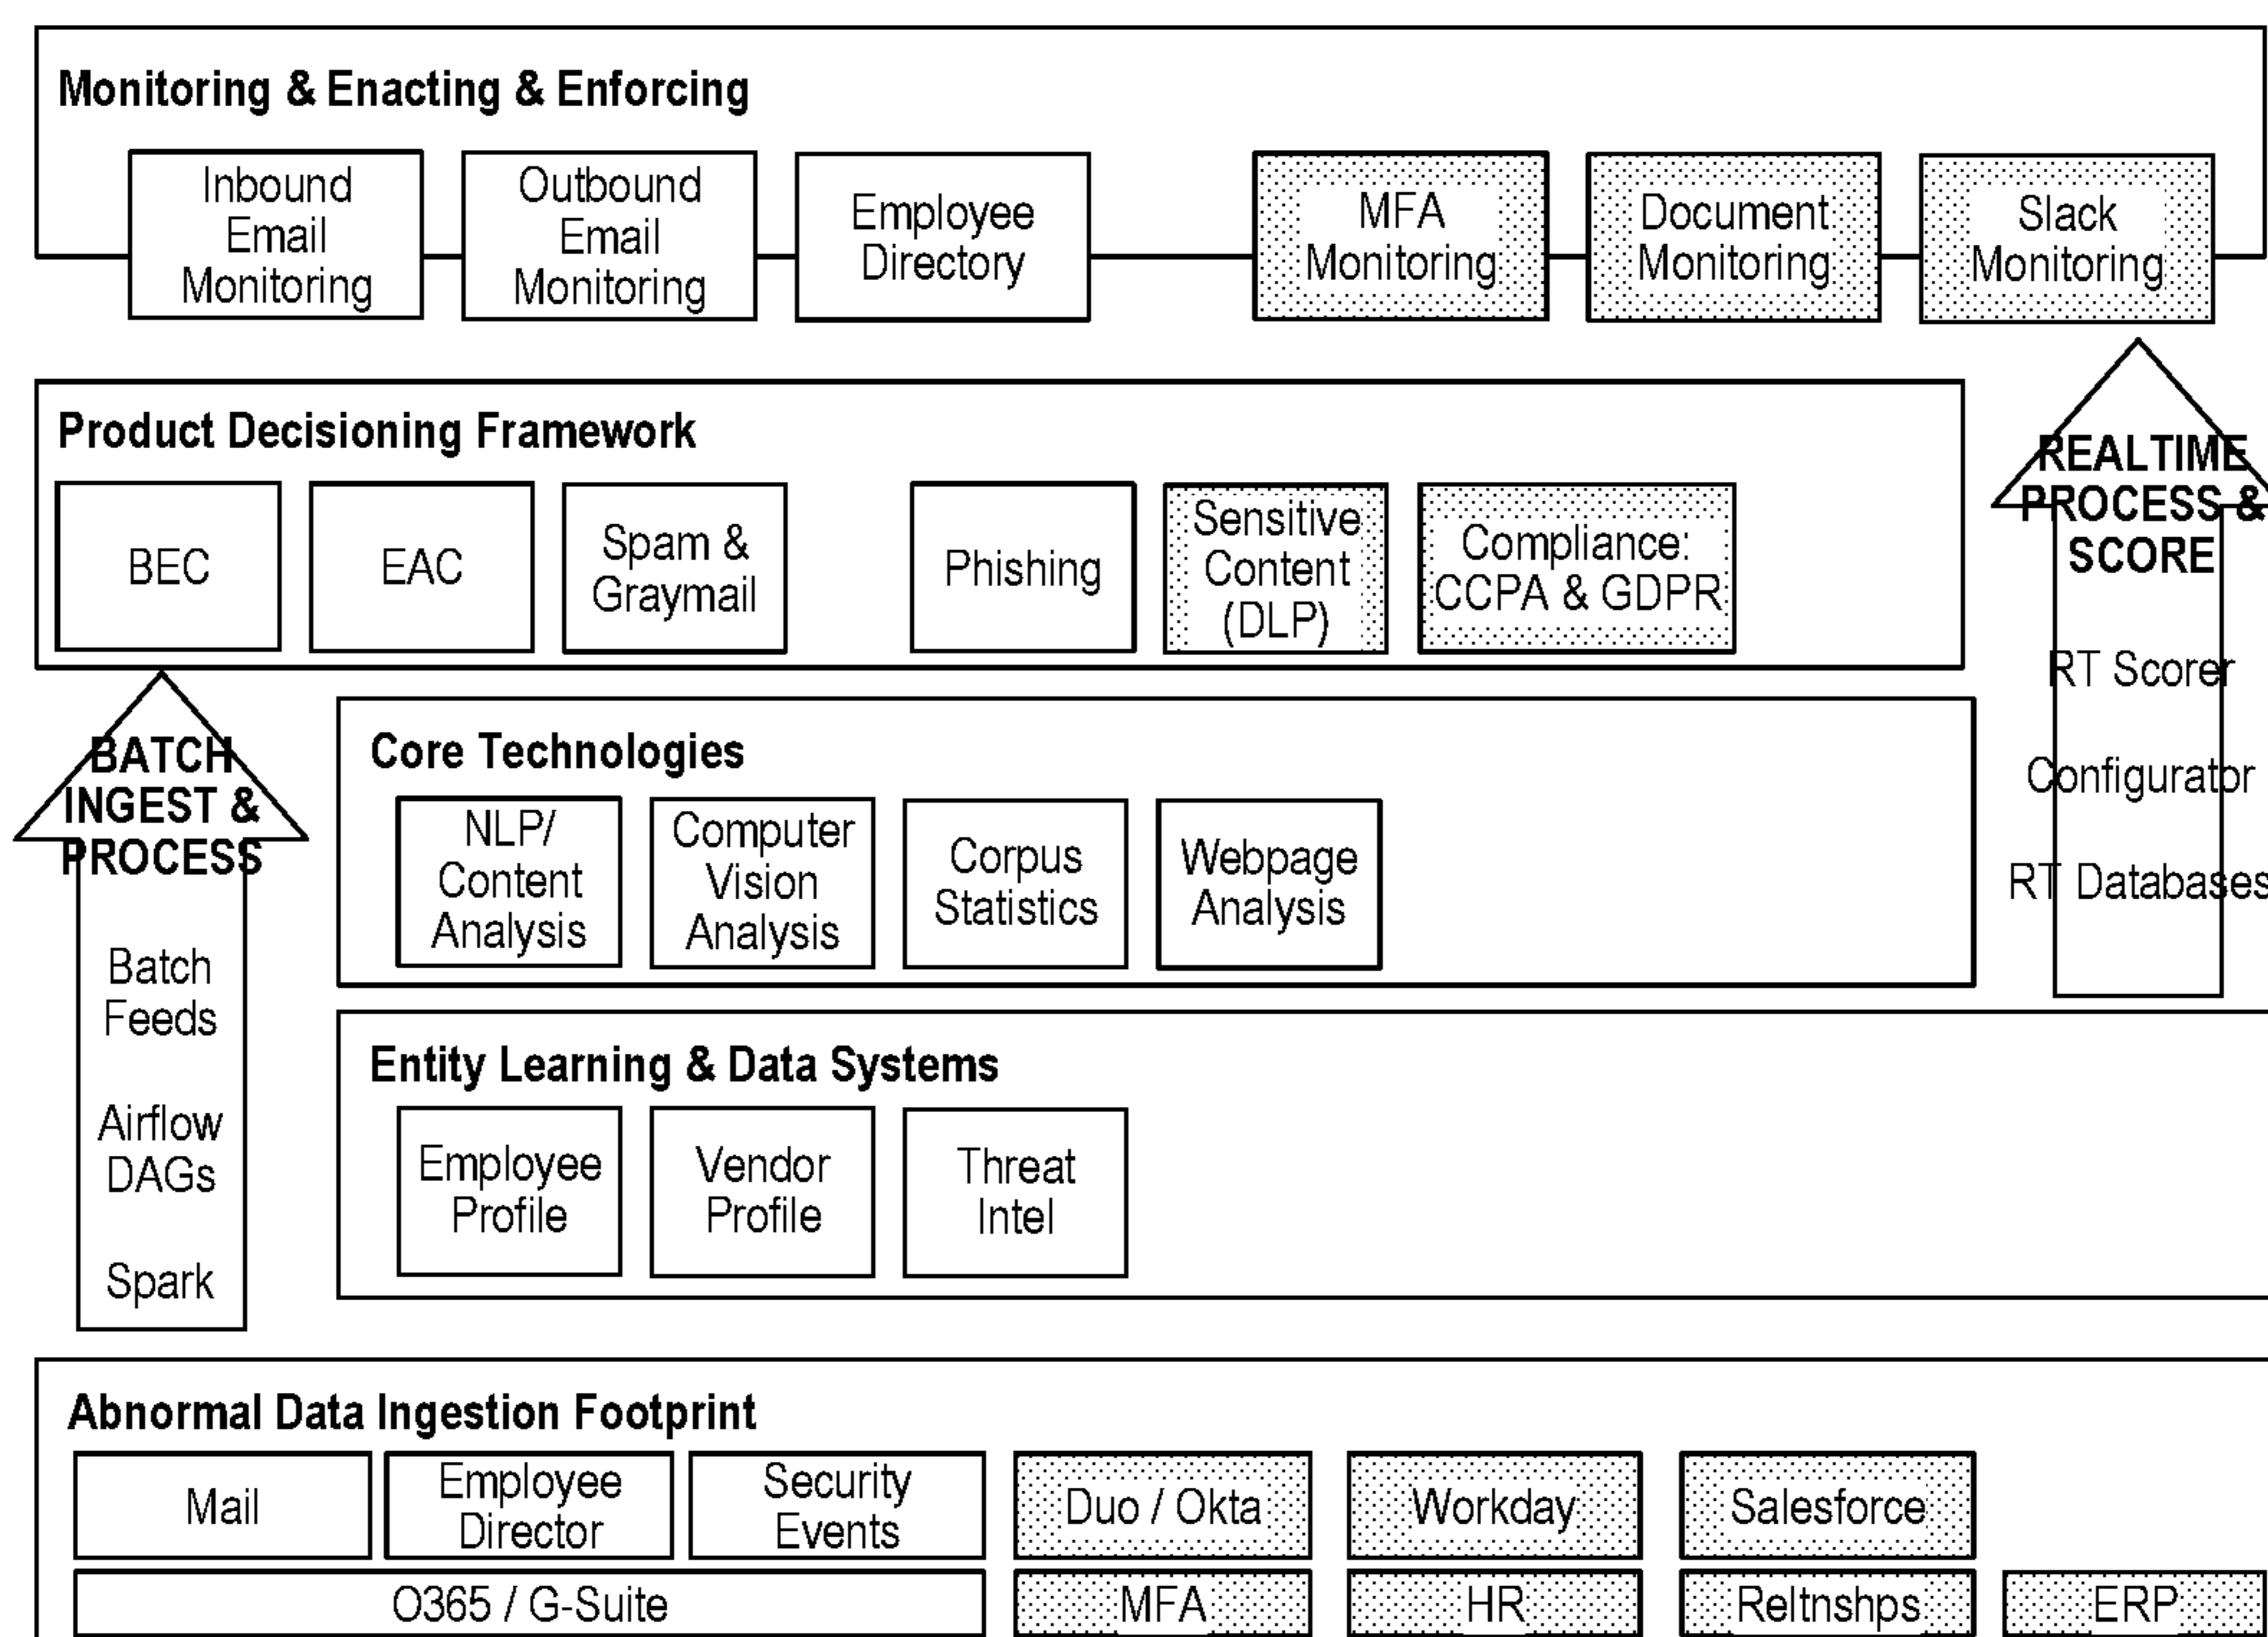 Monitoring & Enacting & Enforcing
Inbound
Email
Monitoring
Outbound
Email
Monitoring
Employee
Directory
MFA
Monitoring
Document
Monitoring
Slack
Monitoring
Product Decisioning Framework
BEC
EAC
Spam &
Graymail
Phishing
Sensitive
Content
(DLP)
Compliance:
CCPA & GDPR
REALTIME
PROCESS &
SCORE
RT Scorer
Configurator
RT Databases
BATCH
INGEST &
PROCESS
Batch
Feeds
Airflow
DAGs
Spark
Core Technologies
NLP/
Content
Analysis
Computer
Vision
Analysis
Corpus
Statistics
Webpage
Analysis
Entity Learning & Data Systems
Employee
Profile
Vendor
Profile
Threat
Intel
Abnormal Data Ingestion Footprint
Mail
Employee
Director
Security
Events
Duo / Okta
Workday
Salesforce
O365 / G-Suite
MFA
HR
Reltnshps
ERP